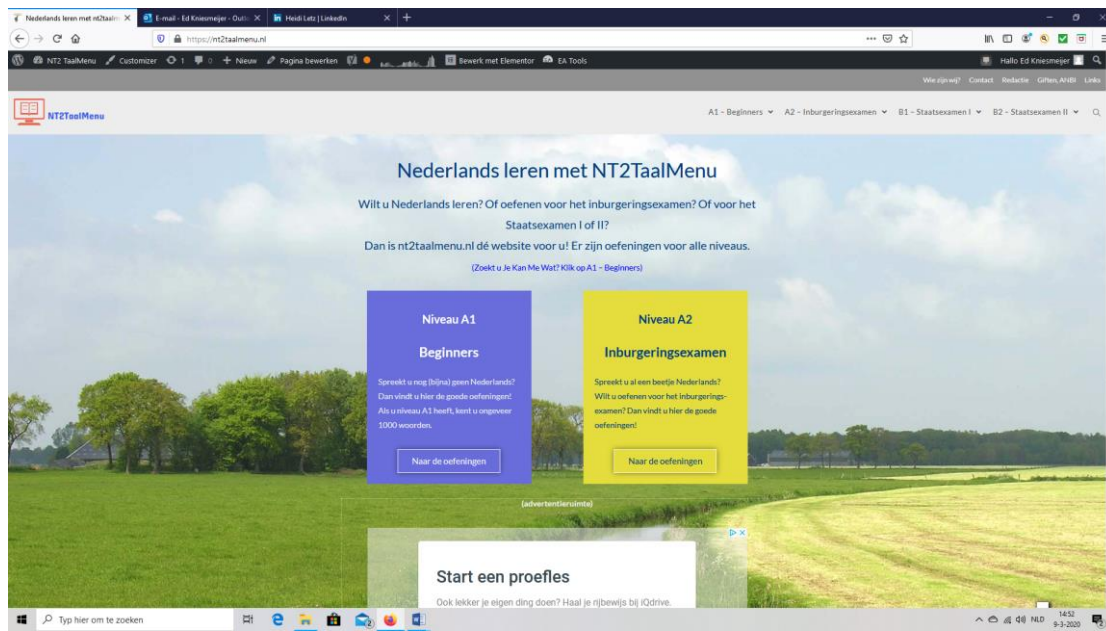 Nederlands leren met nt2taalm
E-mail - Ed Kniesmeijer - Outlo
Heidi Letz | LinkedIn
https://nt2taalmenu.nl
NT2 TaalMenu Customizer 1 0 + Nieuw Pagina bewerken Bewerk met Elementor EA Tools Hallo Ed Kniesmeijer
Wie zijn wij? Contact Redactie Giften, ANBI Links
NT2TaalMenu
A1 – Beginners A2 – Inburgeringsexamen B1 – Staatsexamen I B2 – Staatsexamen II
Nederlands leren met NT2TaalMenu
Wilt u Nederlands leren? Of oefenen voor het inburgeringsexamen? Of voor het
Staatsexamen I of II?
Dan is nt2taalmenu.nl dé website voor u! Er zijn oefeningen voor alle niveaus.
(Zoekt u Je Kan Me Wat? Klik op A1 – Beginners)
Niveau A1
Beginners
Spreekt u nog (bijna) geen Nederlands?
Dan vindt u hier de goede oefeningen!
Als u niveau A1 heeft, kent u ongeveer
1000 woorden.
Naar de oefeningen
Niveau A2
Inburgeringsexamen
Spreekt u al een beetje Nederlands?
Wilt u oefenen voor het inburgerings-
examen? Dan vindt u hier de goede
oefeningen!
Naar de oefeningen
(advertentieruimte)
Start een proefles
Ook lekker je eigen ding doen? Haal je rijbewijs bij iQdrive.
Typ hier om te zoeken
NLD
14:52
9-3-2020